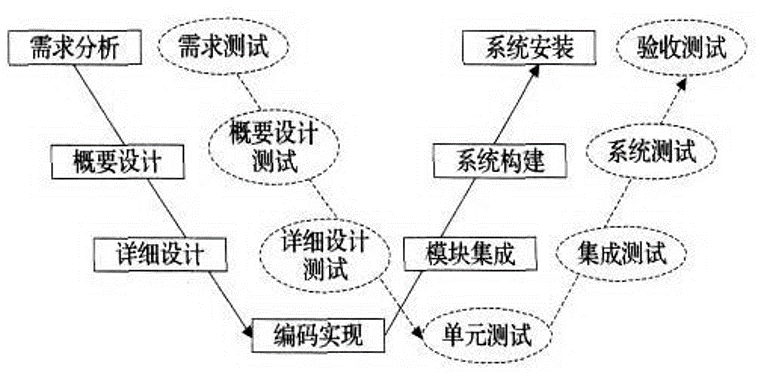 需求分析
需求测试
系统安装
验收测试
概要设计
概要设计
测试
系统构建
系统测试
详细设计
详细设计
测试
模块集成
集成测试
编码实现
单元测试